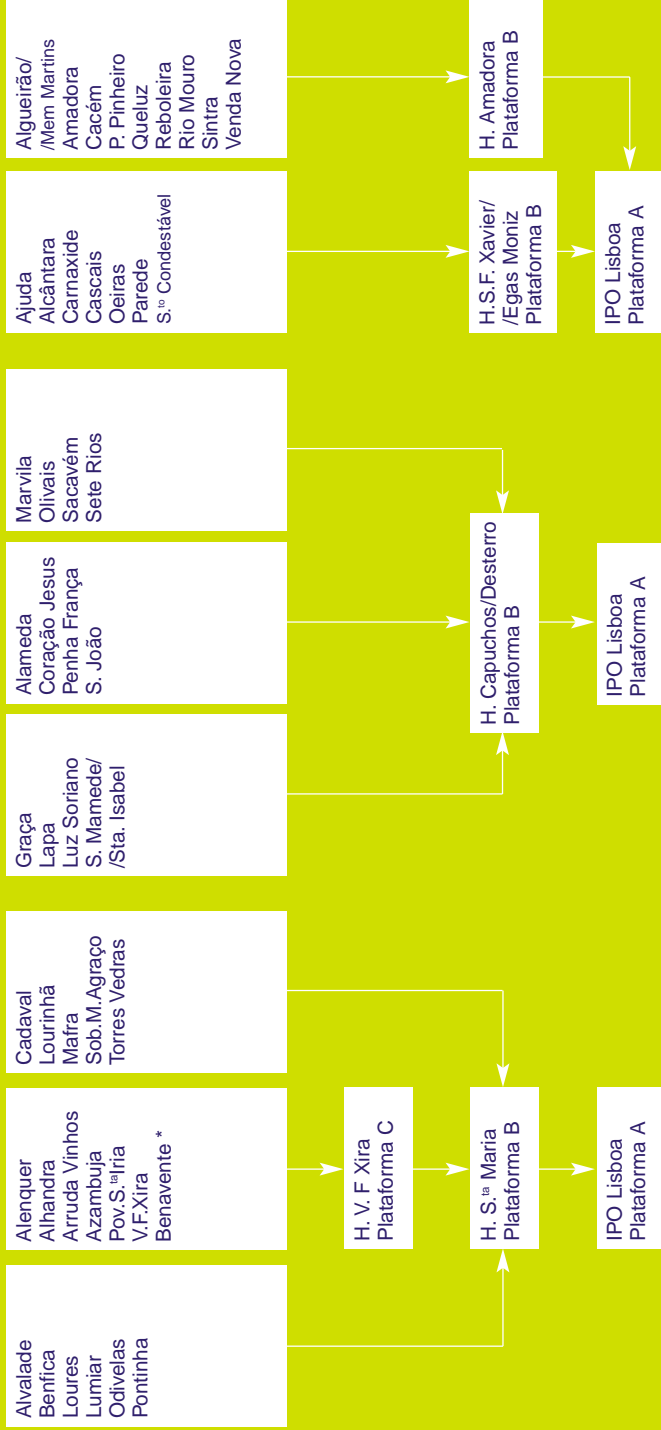 Alvalade
Benfica
Loures
Lumiar
Odivelas
Pontinha
Alenquer
Alhandra
Arruda Vinhos
Azambuja
Pov.S.ᵗᵃIria
V.F.Xira
Benavente *
Cadaval
Lourinhã
Mafra
Sob.M.Agraço
Torres Vedras
H. V. F Xira
Plataforma C
H. S.ᵗᵃ Maria
Plataforma B
IPO Lisboa
Plataforma A
Graça
Lapa
Luz Soriano
S. Mamede/
/Sta. Isabel
Alameda
Coração Jesus
Penha França
S. João
Marvila
Olivais
Sacavém
Sete Rios
H. Capuchos/Desterro
Plataforma B
IPO Lisboa
Plataforma A
Ajuda
Alcântara
Carnaxide
Cascais
Oeiras
Parede
S.ᵗᵒ Condestável
Algueirão/
/Mem Martins
Amadora
Cacém
P. Pinheiro
Queluz
Reboleira
Rio Mouro
Sintra
Venda Nova
H.S.F. Xavier/
/Egas Moniz
Plataforma B
H. Amadora
Plataforma B
IPO Lisboa
Plataforma A